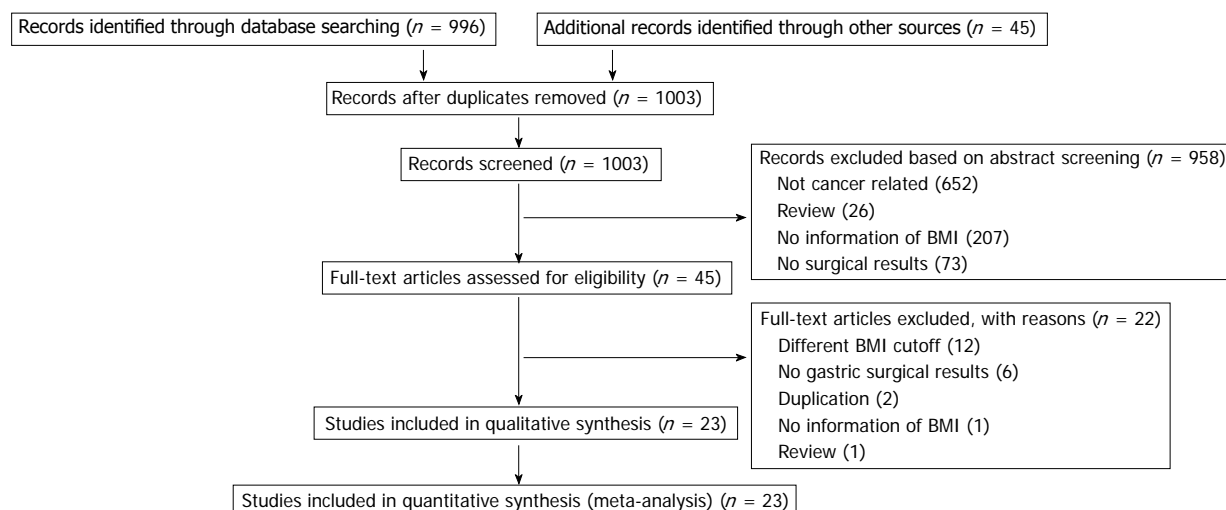 Records identified through database searching (n = 996)
Additional records identified through other sources (n = 45)
Records after duplicates removed (n = 1003)
Records screened (n = 1003)
Records excluded based on abstract screening (n = 958)
Not cancer related (652)
Review (26)
No information of BMI (207)
No surgical results (73)
Full-text articles assessed for eligibility (n = 45)
Full-text articles excluded, with reasons (n = 22)
Different BMI cutoff (12)
No gastric surgical results (6)
Duplication (2)
No information of BMI (1)
Review (1)
Studies included in qualitative synthesis (n = 23)
Studies included in quantitative synthesis (meta-analysis) (n = 23)